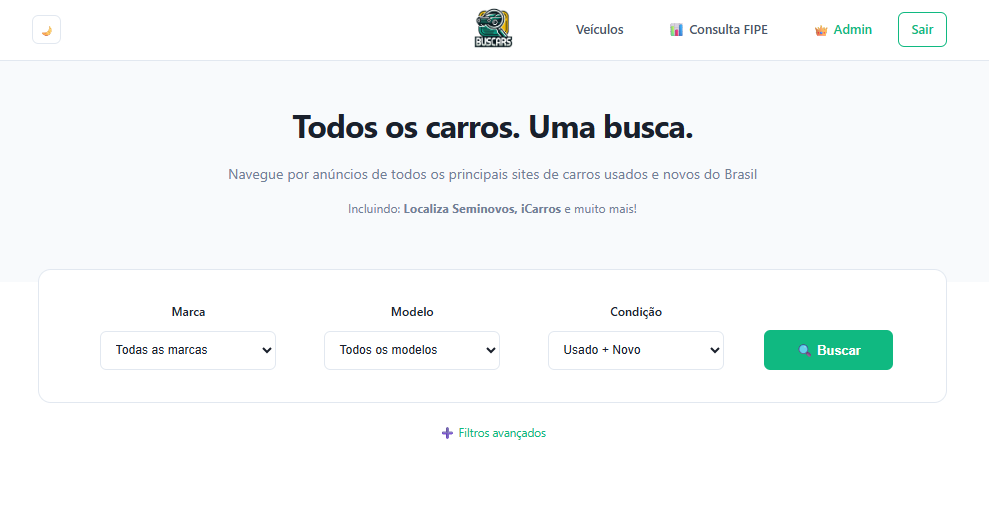 BUSCARS
Veículos
Consulta FIPE
Admin
Sair
Todos os carros. Uma busca.
Navegue por anúncios de todos os principais sites de carros usados e novos do Brasil
Incluindo: Localiza Seminovos, iCarros e muito mais!
Marca
Modelo
Condição
Todas as marcas
Todos os modelos
Usado + Novo
Buscar
Filtros avançados